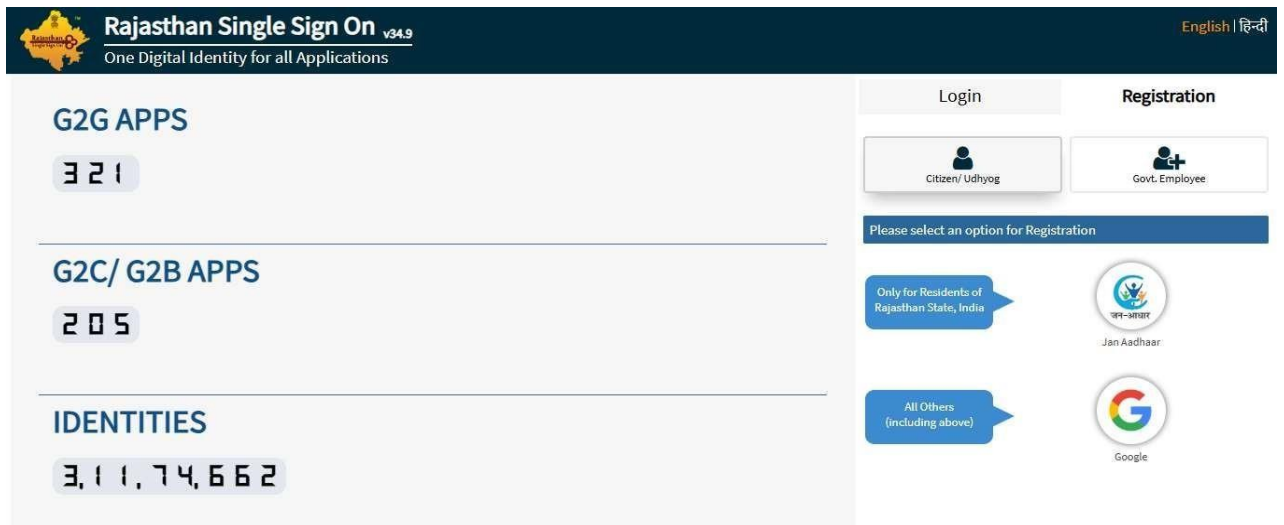 Rajasthan Single Sign On v34.9
One Digital Identity for all Applications
English | हिन्दी
G2G APPS
321
G2C/ G2B APPS
205
IDENTITIES
3,11,74,662
Login
Registration
Citizen/ Udhyog
Govt. Employee
Please select an option for Registration
Only for Residents of
Rajasthan State, India
जन-आधार
Jan Aadhaar
All Others
(including above)
Google